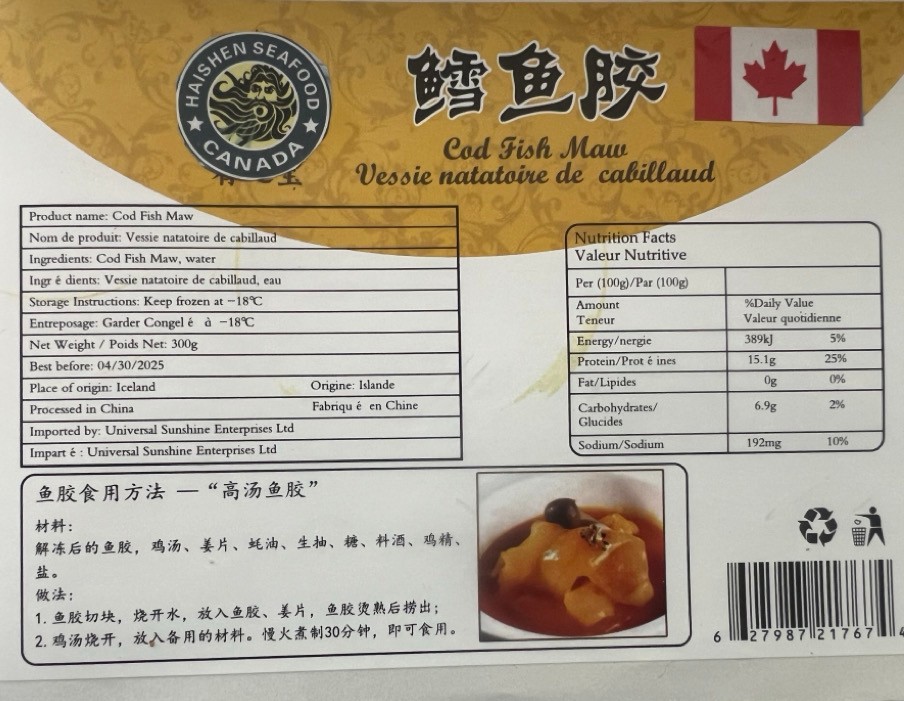 HAISHEN SEAFOOD
CANADA
鳕鱼胶
Cod Fish Maw
Vessie natatoire de cabillaud
Product name: Cod Fish Maw
Nom de produit: Vessie natatoire de cabillaud
Ingredients: Cod Fish Maw, water
Ingr é dients: Vessie natatoire de cabillaud, eau
Storage Instructions: Keep frozen at －18℃
Entreposage: Garder Congel é à －18℃
Net Weight / Poids Net: 300g
Best before: 04/30/2025
Place of origin: Iceland Origine: Islande
Processed in China Fabriqu é en Chine
Imported by: Universal Sunshine Enterprises Ltd
Impart é : Universal Sunshine Enterprises Ltd
Nutrition Facts
Valeur Nutritive
Per (100g)/Par (100g)
Amount %Daily Value
Teneur Valeur quotidienne
Energy/nergie 389kJ 5%
Protein/Prot é ines 15.1g 25%
Fat/Lipides 0g 0%
Carbohydrates/ 6.9g 2%
Glucides
Sodium/Sodium 192mg 10%
鱼胶食用方法 — “高汤鱼胶”
材料:
解冻后的鱼胶，鸡汤、姜片、蚝油、生抽、糖、料酒、鸡精、
盐。
做法:
1. 鱼胶切块，烧开水，放入鱼胶、姜片，鱼胶烫熟后捞出；
2. 鸡汤烧开，放入备用的材料。慢火煮制30分钟，即可食用。
6 27987 21767 4